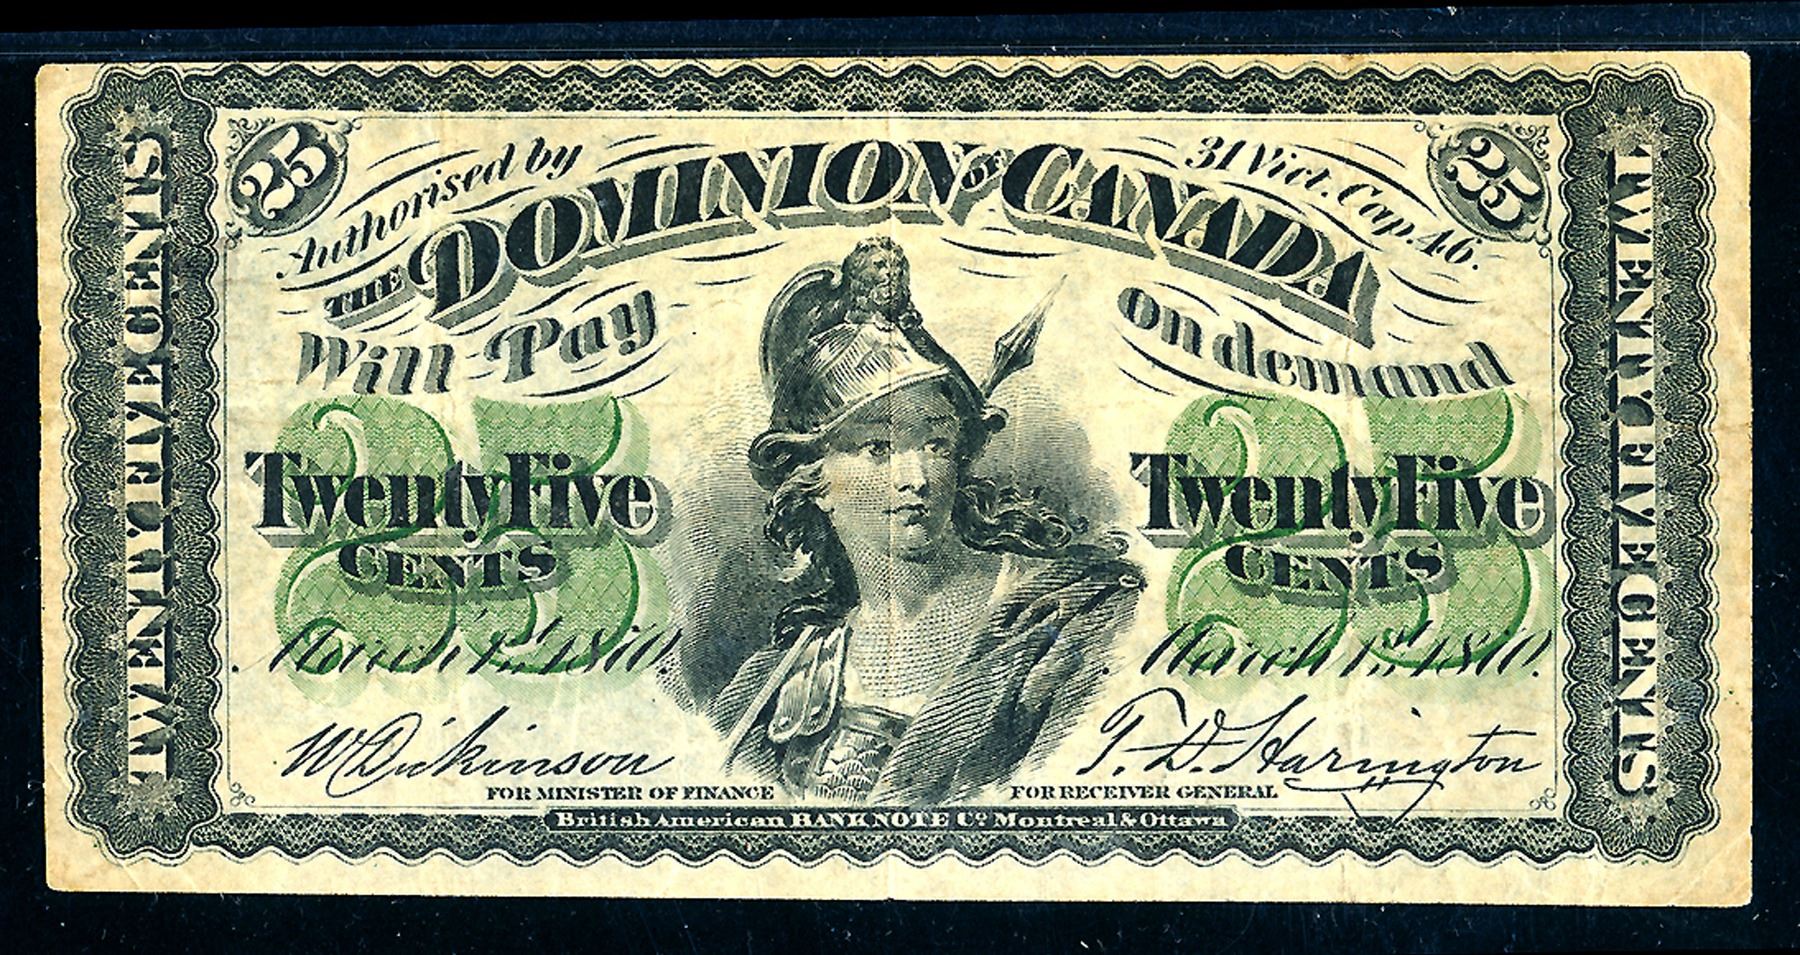 25
25
Authorised by
31 Vict. Cap. 46.
THE DOMINION OF CANADA
Will Pay
on demand
25
25
Twenty Five
CENTS
Twenty Five
CENTS
March 1st. 1870.
March 1st. 1870.
W Dickinson
T. D. Harington
FOR MINISTER OF FINANCE
FOR RECEIVER GENERAL
British American BANK NOTE Co. Montreal & Ottawa
TWENTY FIVE CENTS
TWENTY FIVE CENTS